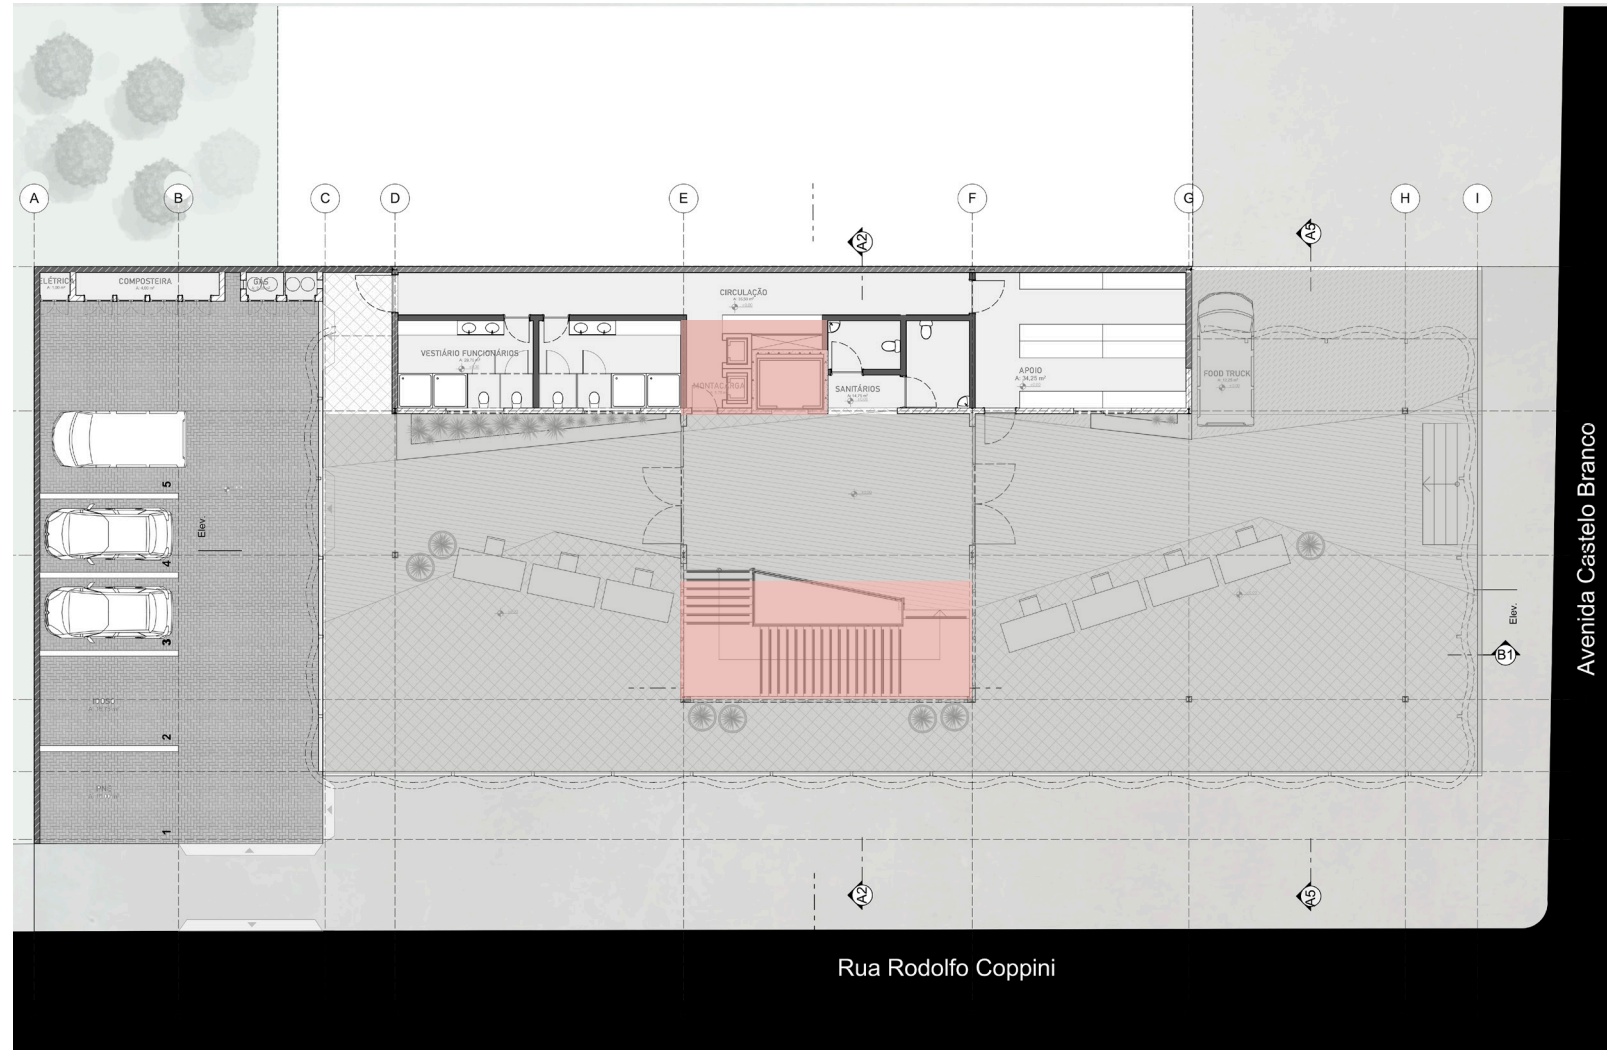 A
B
C
D
E
F
G
H
I
A2
A5
ELÉTRICA
COMPOSTEIRA
GÁS
CIRCULAÇÃO
VESTIÁRIO FUNCIONÁRIOS
MONTACARGA
SANITÁRIOS
APOIO
A: 34,25 m²
FOOD TRUCK
5
Elev.
4
3
IDOSO
2
PNE
1
Elev.
B1
A2
A5
Avenida Castelo Branco
Rua Rodolfo Coppini